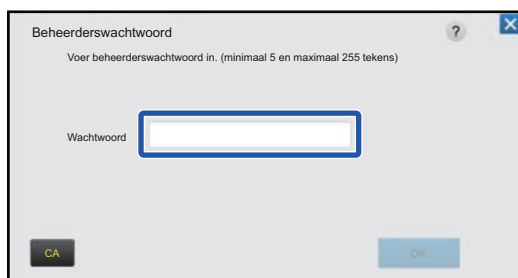 Beheerderswachtwoord
?
Voer beheerderswachtwoord in. (minimaal 5 en maximaal 255 tekens)
Wachtwoord
CA
OK